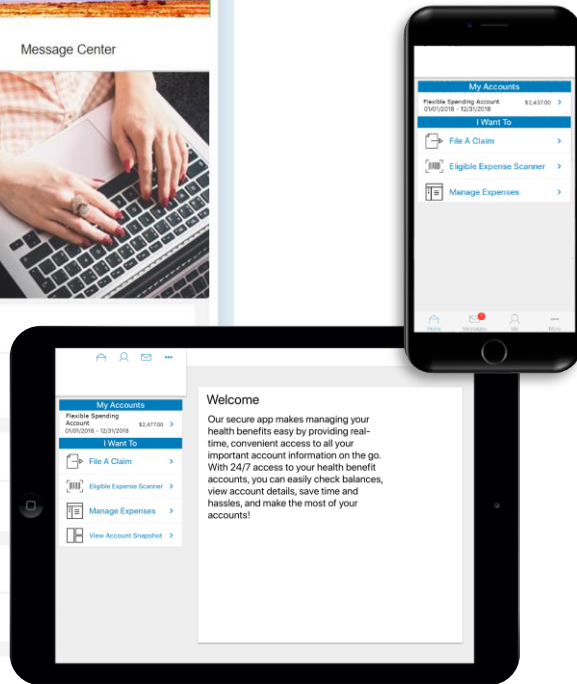 Message Center
My Accounts
Flexible Spending Account $2,437.00 >
01/01/2018 - 12/31/2018
I Want To
File A Claim >
Eligible Expense Scanner >
Manage Expenses >
1
Home Messages Me More
My Accounts
Flexible Spending
Account $2,477.00 >
01/01/2018 - 12/31/2018
I Want To
File A Claim >
Eligible Expense Scanner >
Manage Expenses >
View Account Snapshot >
Welcome
Our secure app makes managing your
health benefits easy by providing real-
time, convenient access to all your
important account information on the go.
With 24/7 access to your health benefit
accounts, you can easily check balances,
view account details, save time and
hassles, and make the most of your
accounts!